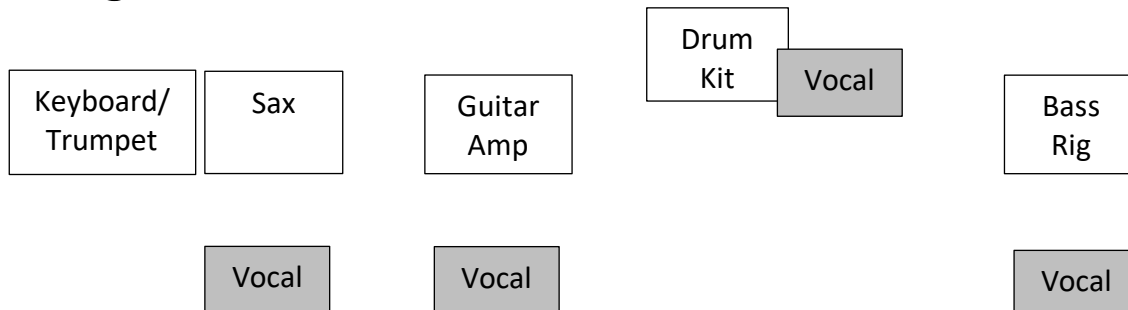 Drum
Kit
Vocal
Keyboard/
Trumpet
Sax
Guitar
Amp
Bass
Rig
Vocal
Vocal
Vocal